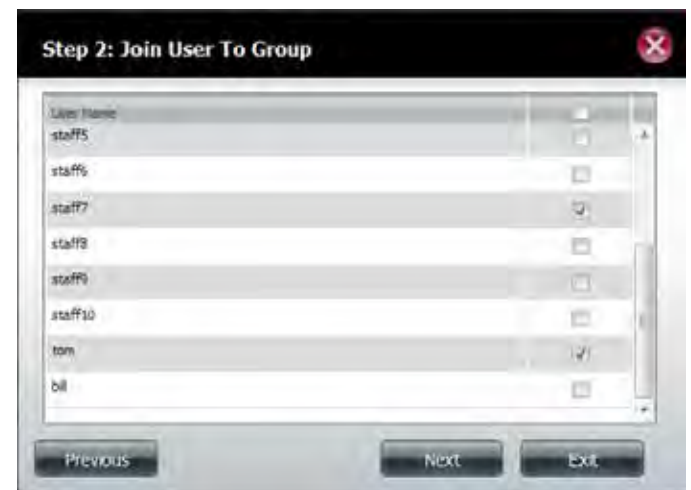 Step 2: Join User To Group
User Name
staff5
staff6
staff7
staff8
staff9
staff10
tom
bill
Previous
Next
Exit